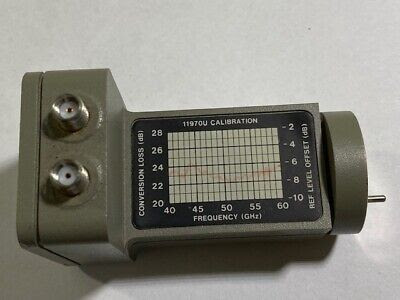 11970U CALIBRATION
CONVERSION LOSS (dB)
28
26
24
22
20
40 45 50 55 60
FREQUENCY (GHz)
2
4
6
8
10
REF LEVEL OFFSET (dB)